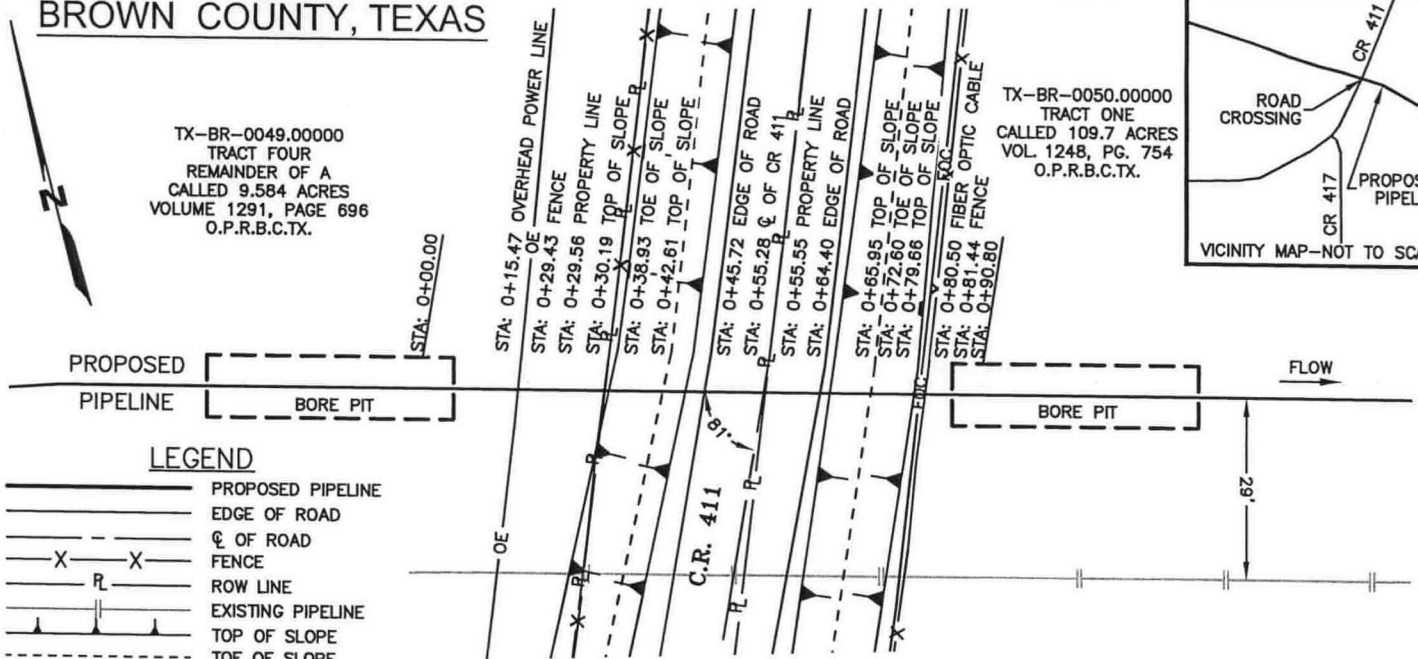 BROWN COUNTY, TEXAS
N
TX-BR-0049.00000
TRACT FOUR
REMAINDER OF A
CALLED 9.584 ACRES
VOLUME 1291, PAGE 696
O.P.R.B.C.TX.
STA: 0+00.00
STA: 0+15.47 OVERHEAD POWER LINE
STA: 0+29.43 FENCE
STA: 0+29.56 PROPERTY LINE
STA: 0+30.19 TOP OF SLOPE
STA: 0+38.93 TOE OF SLOPE
STA: 0+42.61 TOP OF SLOPE
STA: 0+45.72 EDGE OF ROAD
STA: 0+55.28 ℄ OF CR 411
STA: 0+55.55 PROPERTY LINE
STA: 0+64.40 EDGE OF ROAD
STA: 0+65.95 TOP OF SLOPE
STA: 0+72.60 TOE OF SLOPE
STA: 0+79.66 TOP OF SLOPE
STA: 0+80.50 FIBER OPTIC CABLE
STA: 0+81.44 FENCE
STA: 0+90.80
TX-BR-0050.00000
TRACT ONE
CALLED 109.7 ACRES
VOL. 1248, PG. 754
O.P.R.B.C.TX.
CR 411
ROAD
CROSSING
CR 417
VICINITY MAP-NOT TO
PROPOSED
PIPELINE
BORE PIT
BORE PIT
FLOW
81°
29'
C.R. 411
OE
OE
FOC
FOC
LEGEND
PROPOSED PIPELINE
EDGE OF ROAD
℄ OF ROAD
X X FENCE
PL ROW LINE
EXISTING PIPELINE
TOP OF SLOPE
TOE OF SLOPE